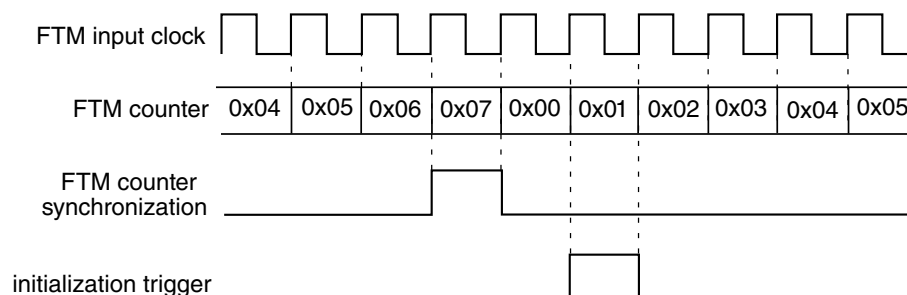 FTM input clock
FTM counter 0x04 0x05 0x06 0x07 0x00 0x01 0x02 0x03 0x04 0x05
FTM counter
synchronization
initialization trigger